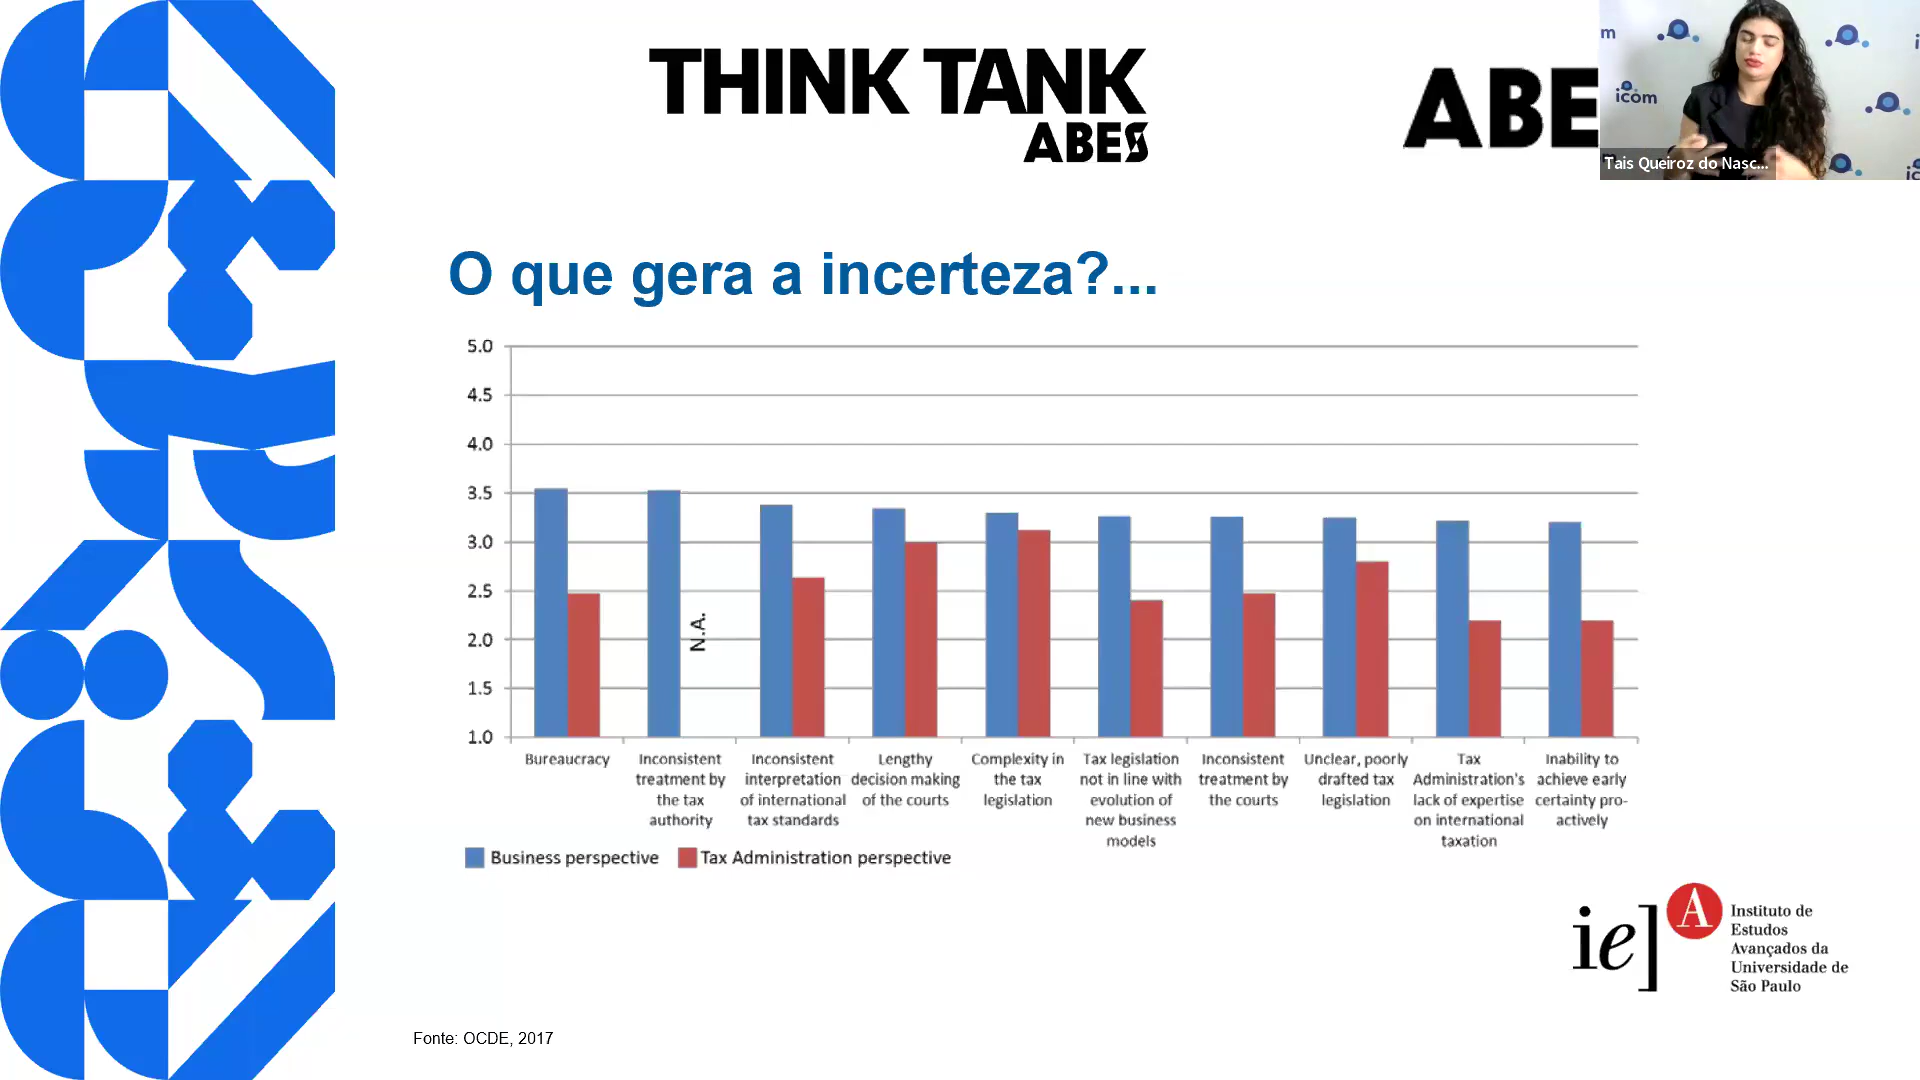 THINK TANK
ABES
ABE
m
icom
Tais Queiroz do Nasc...
O que gera a incerteza?...
5.0
4.5
4.0
3.5
3.0
2.5
2.0
1.5
1.0
N.A.
Bureaucracy
Inconsistent
treatment by
the tax
authority
Inconsistent
interpretation
of international
tax standards
Lengthy
decision making
of the courts
Complexity in
the tax
legislation
Tax legislation
not in line with
evolution of
new business
models
Inconsistent
treatment by
the courts
Unclear, poorly
drafted tax
legislation
Tax
Administration's
lack of expertise
on international
taxation
Inability to
achieve early
certainty pro-
actively
Business perspective
Tax Administration perspective
ie] A
Instituto de
Estudos
Avançados da
Universidade de
São Paulo
Fonte: OCDE, 2017